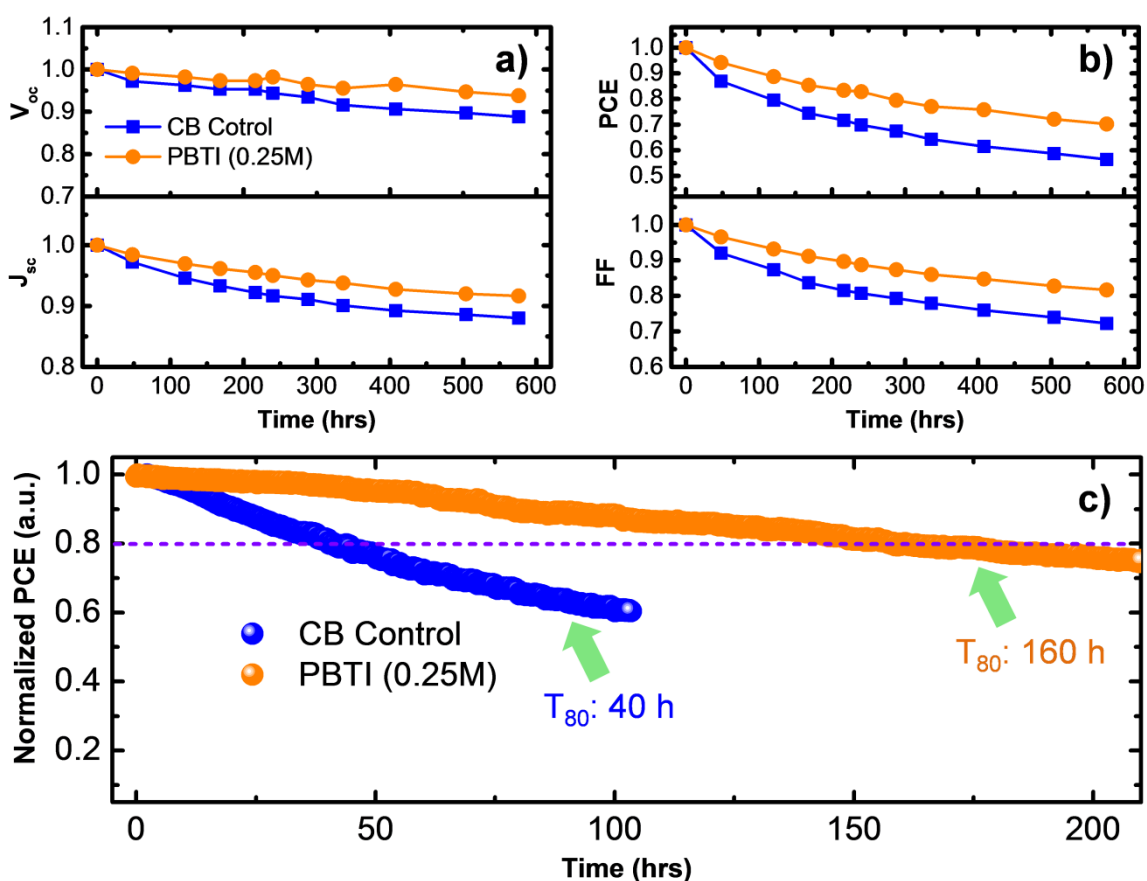 a)
V_oc
1.1
1.0
0.9
0.8
0.7
CB Cotrol
PBTI (0.25M)
J_sc
1.0
0.9
0.8
0 100 200 300 400 500 600
Time (hrs)
b)
PCE
1.0
0.9
0.8
0.7
0.6
0.5
FF
1.0
0.9
0.8
0.7
0.6
0 100 200 300 400 500 600
Time (hrs)
c)
Normalized PCE (a.u.)
1.0
0.8
0.6
0.4
0.2
CB Control
PBTI (0.25M)
T₈₀: 40 h
T₈₀: 160 h
0 50 100 150 200
Time (hrs)